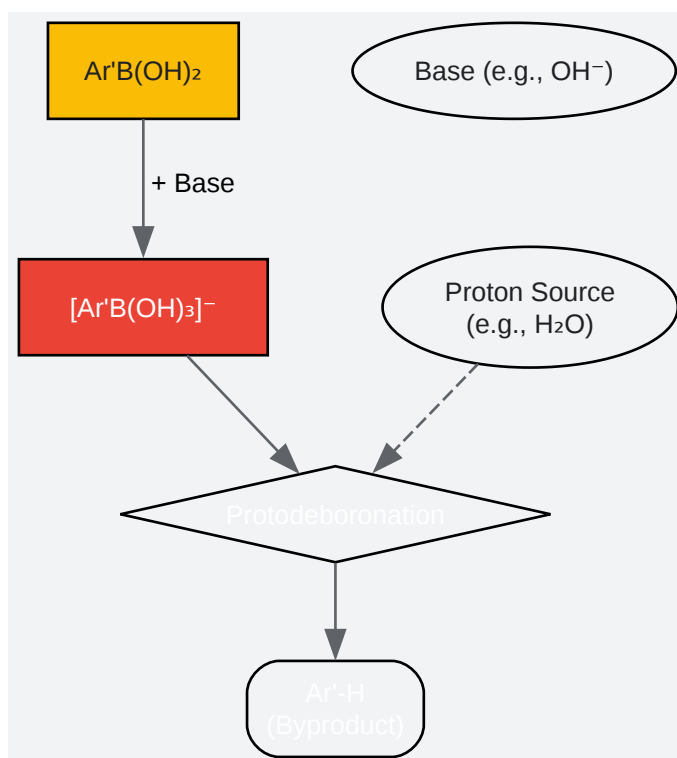 Ar'B(OH)₂
Base (e.g., OH⁻)
+ Base
[Ar'B(OH)₃]⁻
Proton Source
(e.g., H₂O)
Protodeboronation
Ar'-H
(Byproduct)